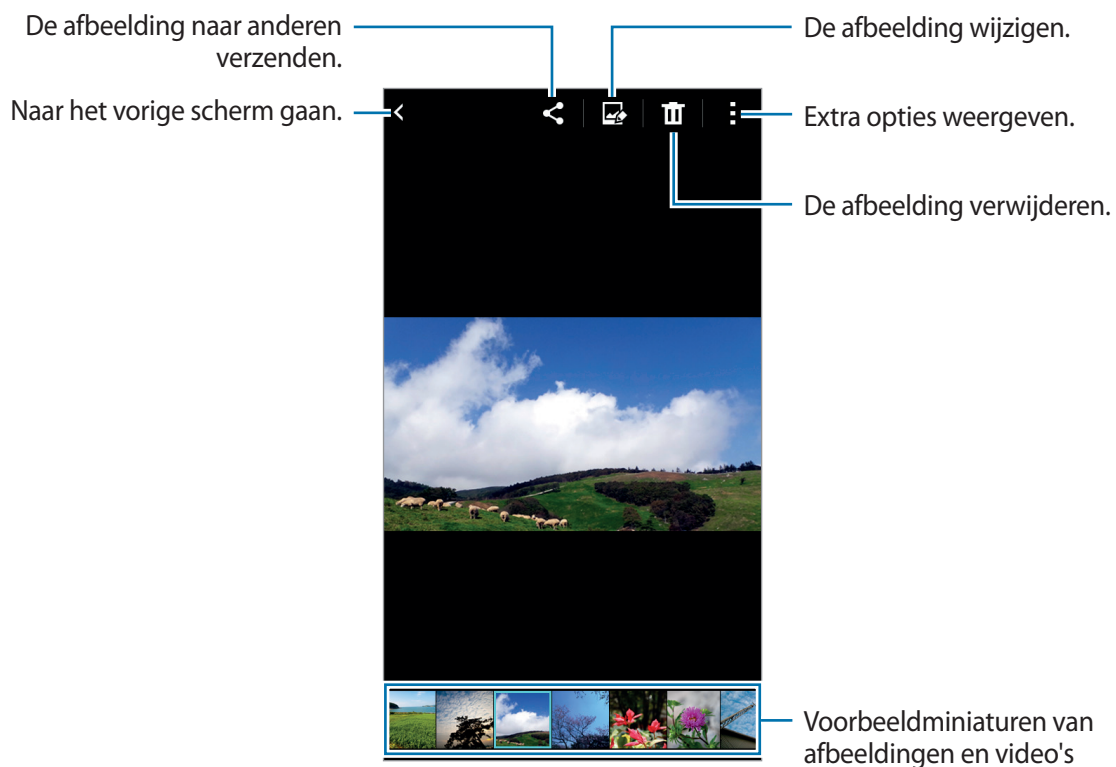 De afbeelding naar anderen
verzenden.
De afbeelding wijzigen.
Naar het vorige scherm gaan.
Extra opties weergeven.
De afbeelding verwijderen.
Voorbeeldminiaturen van
afbeeldingen en video's